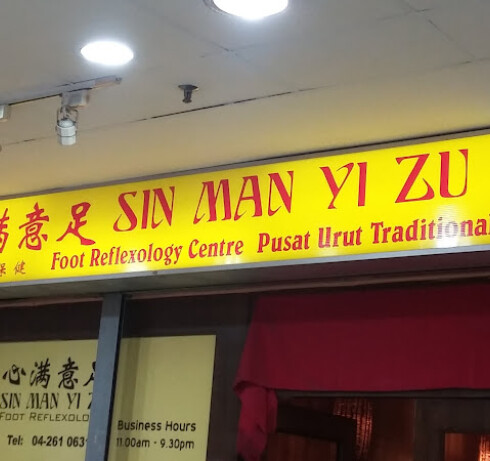 满意足 SIN MAN YI ZU
保健 Foot Reflexology Centre Pusat Urut Traditional
心满意足
SIN MAN YI
FOOT REFLEXOLO
Tel: 04-261 063
Business Hours
11.00am - 9.30pm